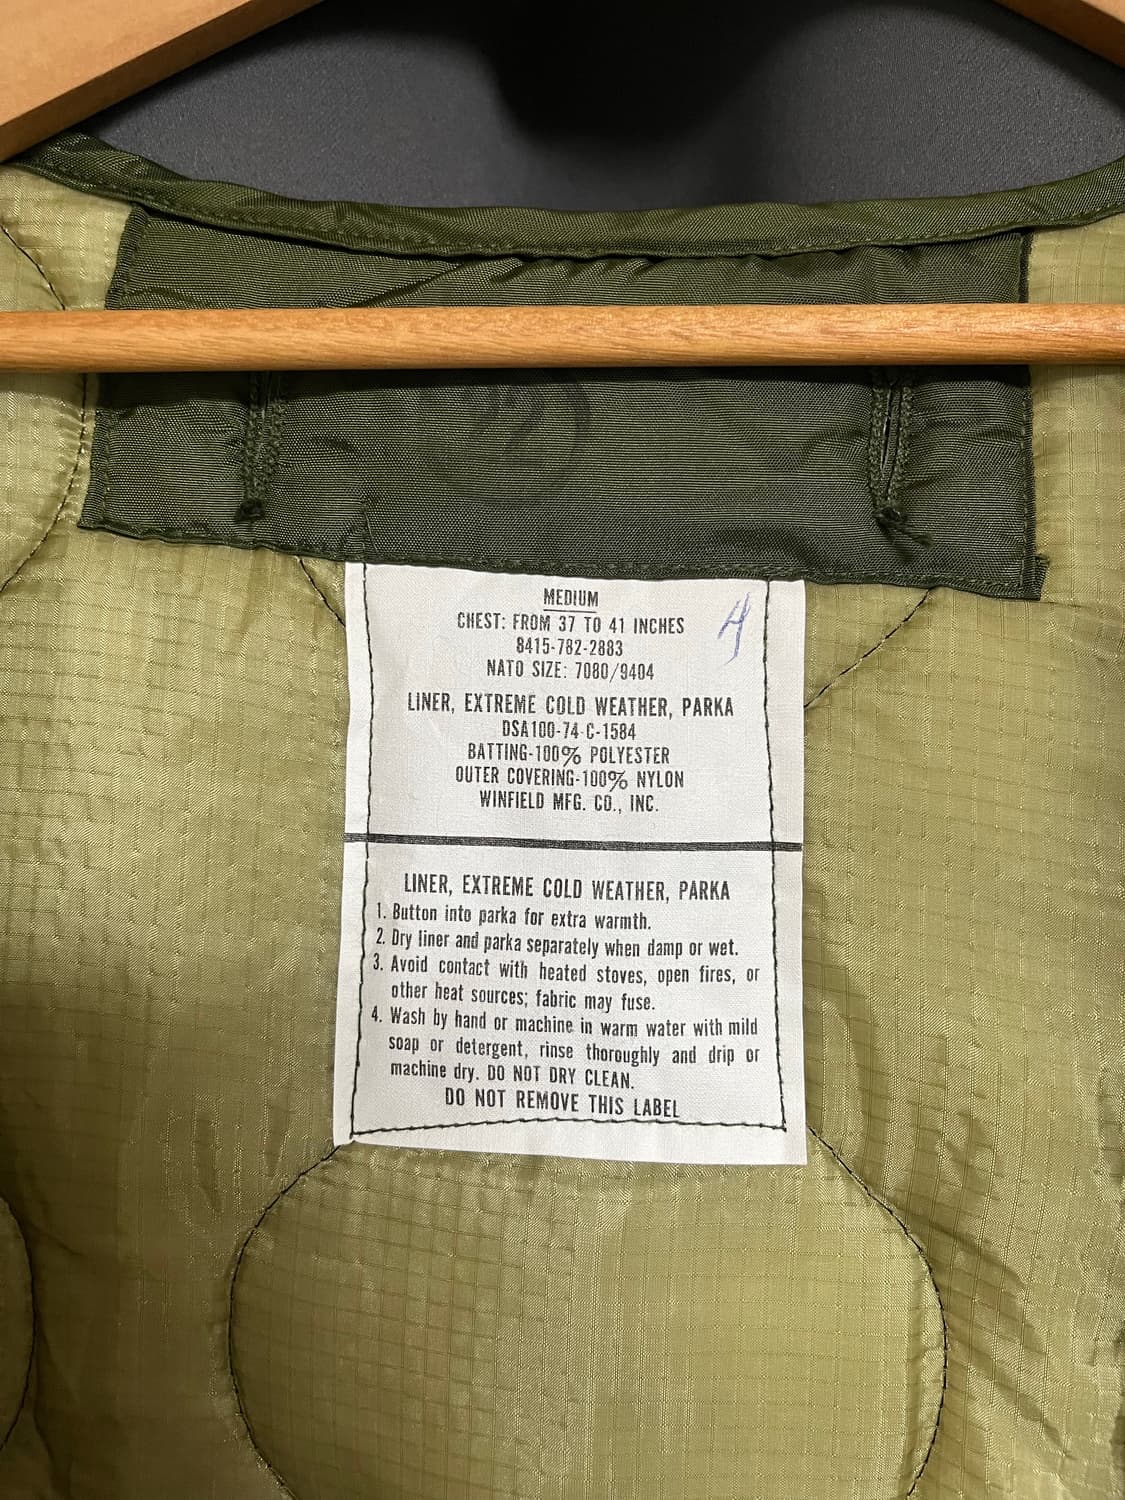 22
MEDIUM
CHEST: FROM 37 TO 41 INCHES
4
8415-782-2883
NATO SIZE: 7080/9404
LINER, EXTREME COLD WEATHER, PARKA
DSA100-74-C-1584
BATTING-100% POLYESTER
OUTER COVERING-100% NYLON
WINFIELD MFG. CO., INC.
LINER, EXTREME COLD WEATHER, PARKA
1. Button into parka for extra warmth.
2. Dry liner and parka separately when damp or wet.
3. Avoid contact with heated stoves, open fires, or
other heat sources; fabric may fuse.
4. Wash by hand or machine in warm water with mild
soap or detergent, rinse thoroughly and drip or
machine dry. DO NOT DRY CLEAN.
DO NOT REMOVE THIS LABEL